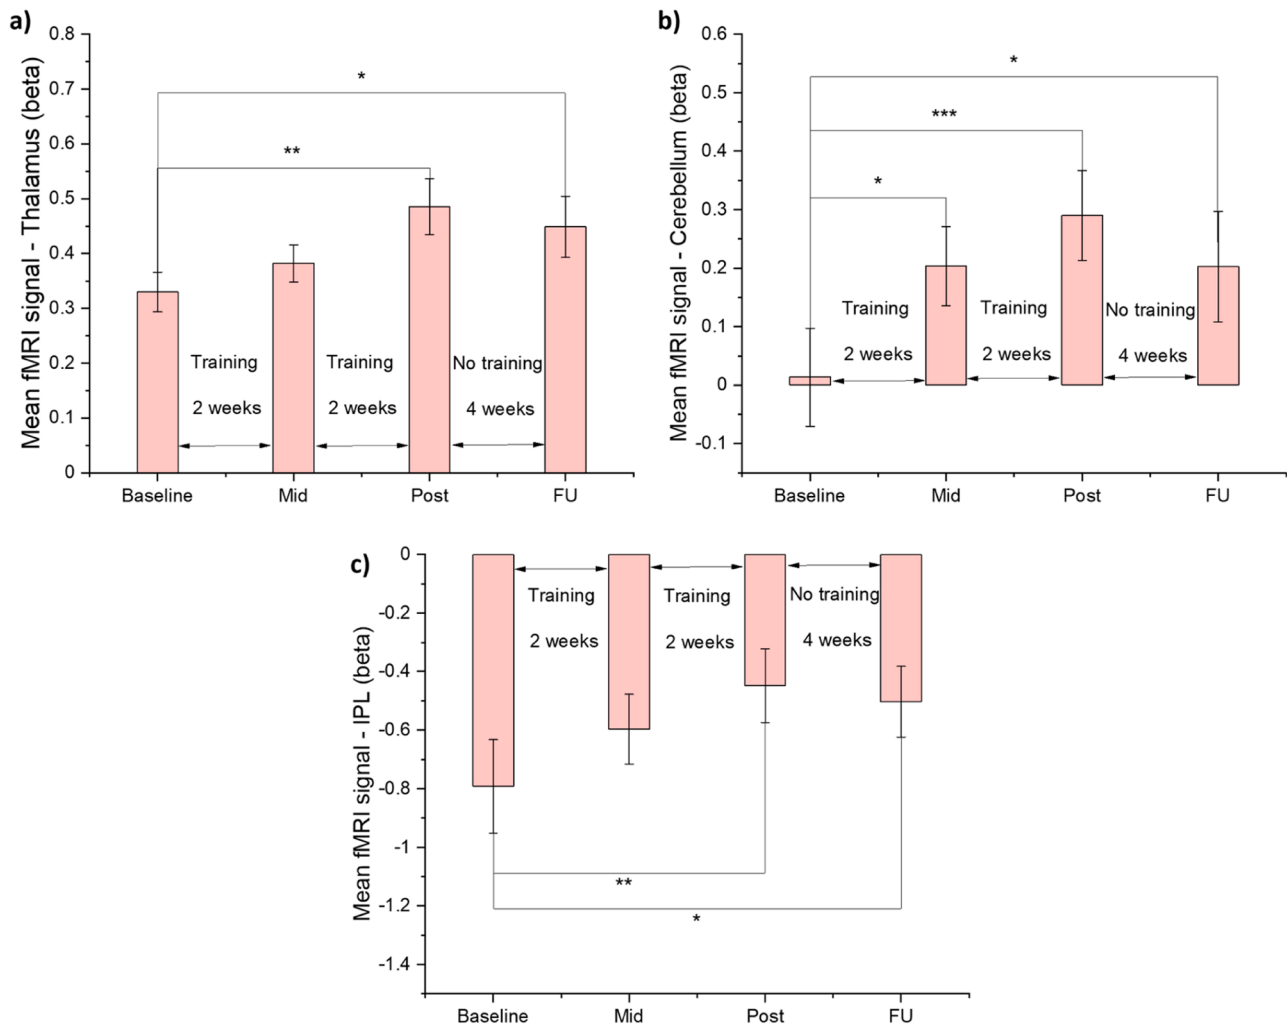 a)
Mean fMRI signal - Thalamus (beta)
0.8
0.7
0.6
0.5
0.4
0.3
0.2
0.1
0
*
**
Training
2 weeks
Training
2 weeks
No training
4 weeks
Baseline Mid Post FU
b)
Mean fMRI signal - Cerebellum (beta)
0.6
0.5
0.4
0.3
0.2
0.1
0
-0.1
*
***
*
Training
2 weeks
Training
2 weeks
No training
4 weeks
Baseline Mid Post FU
c)
Mean fMRI signal - IPL (beta)
0
-0.2
-0.4
-0.6
-0.8
-1
-1.2
-1.4
Training
2 weeks
Training
2 weeks
No training
4 weeks
**
*
Baseline Mid Post FU